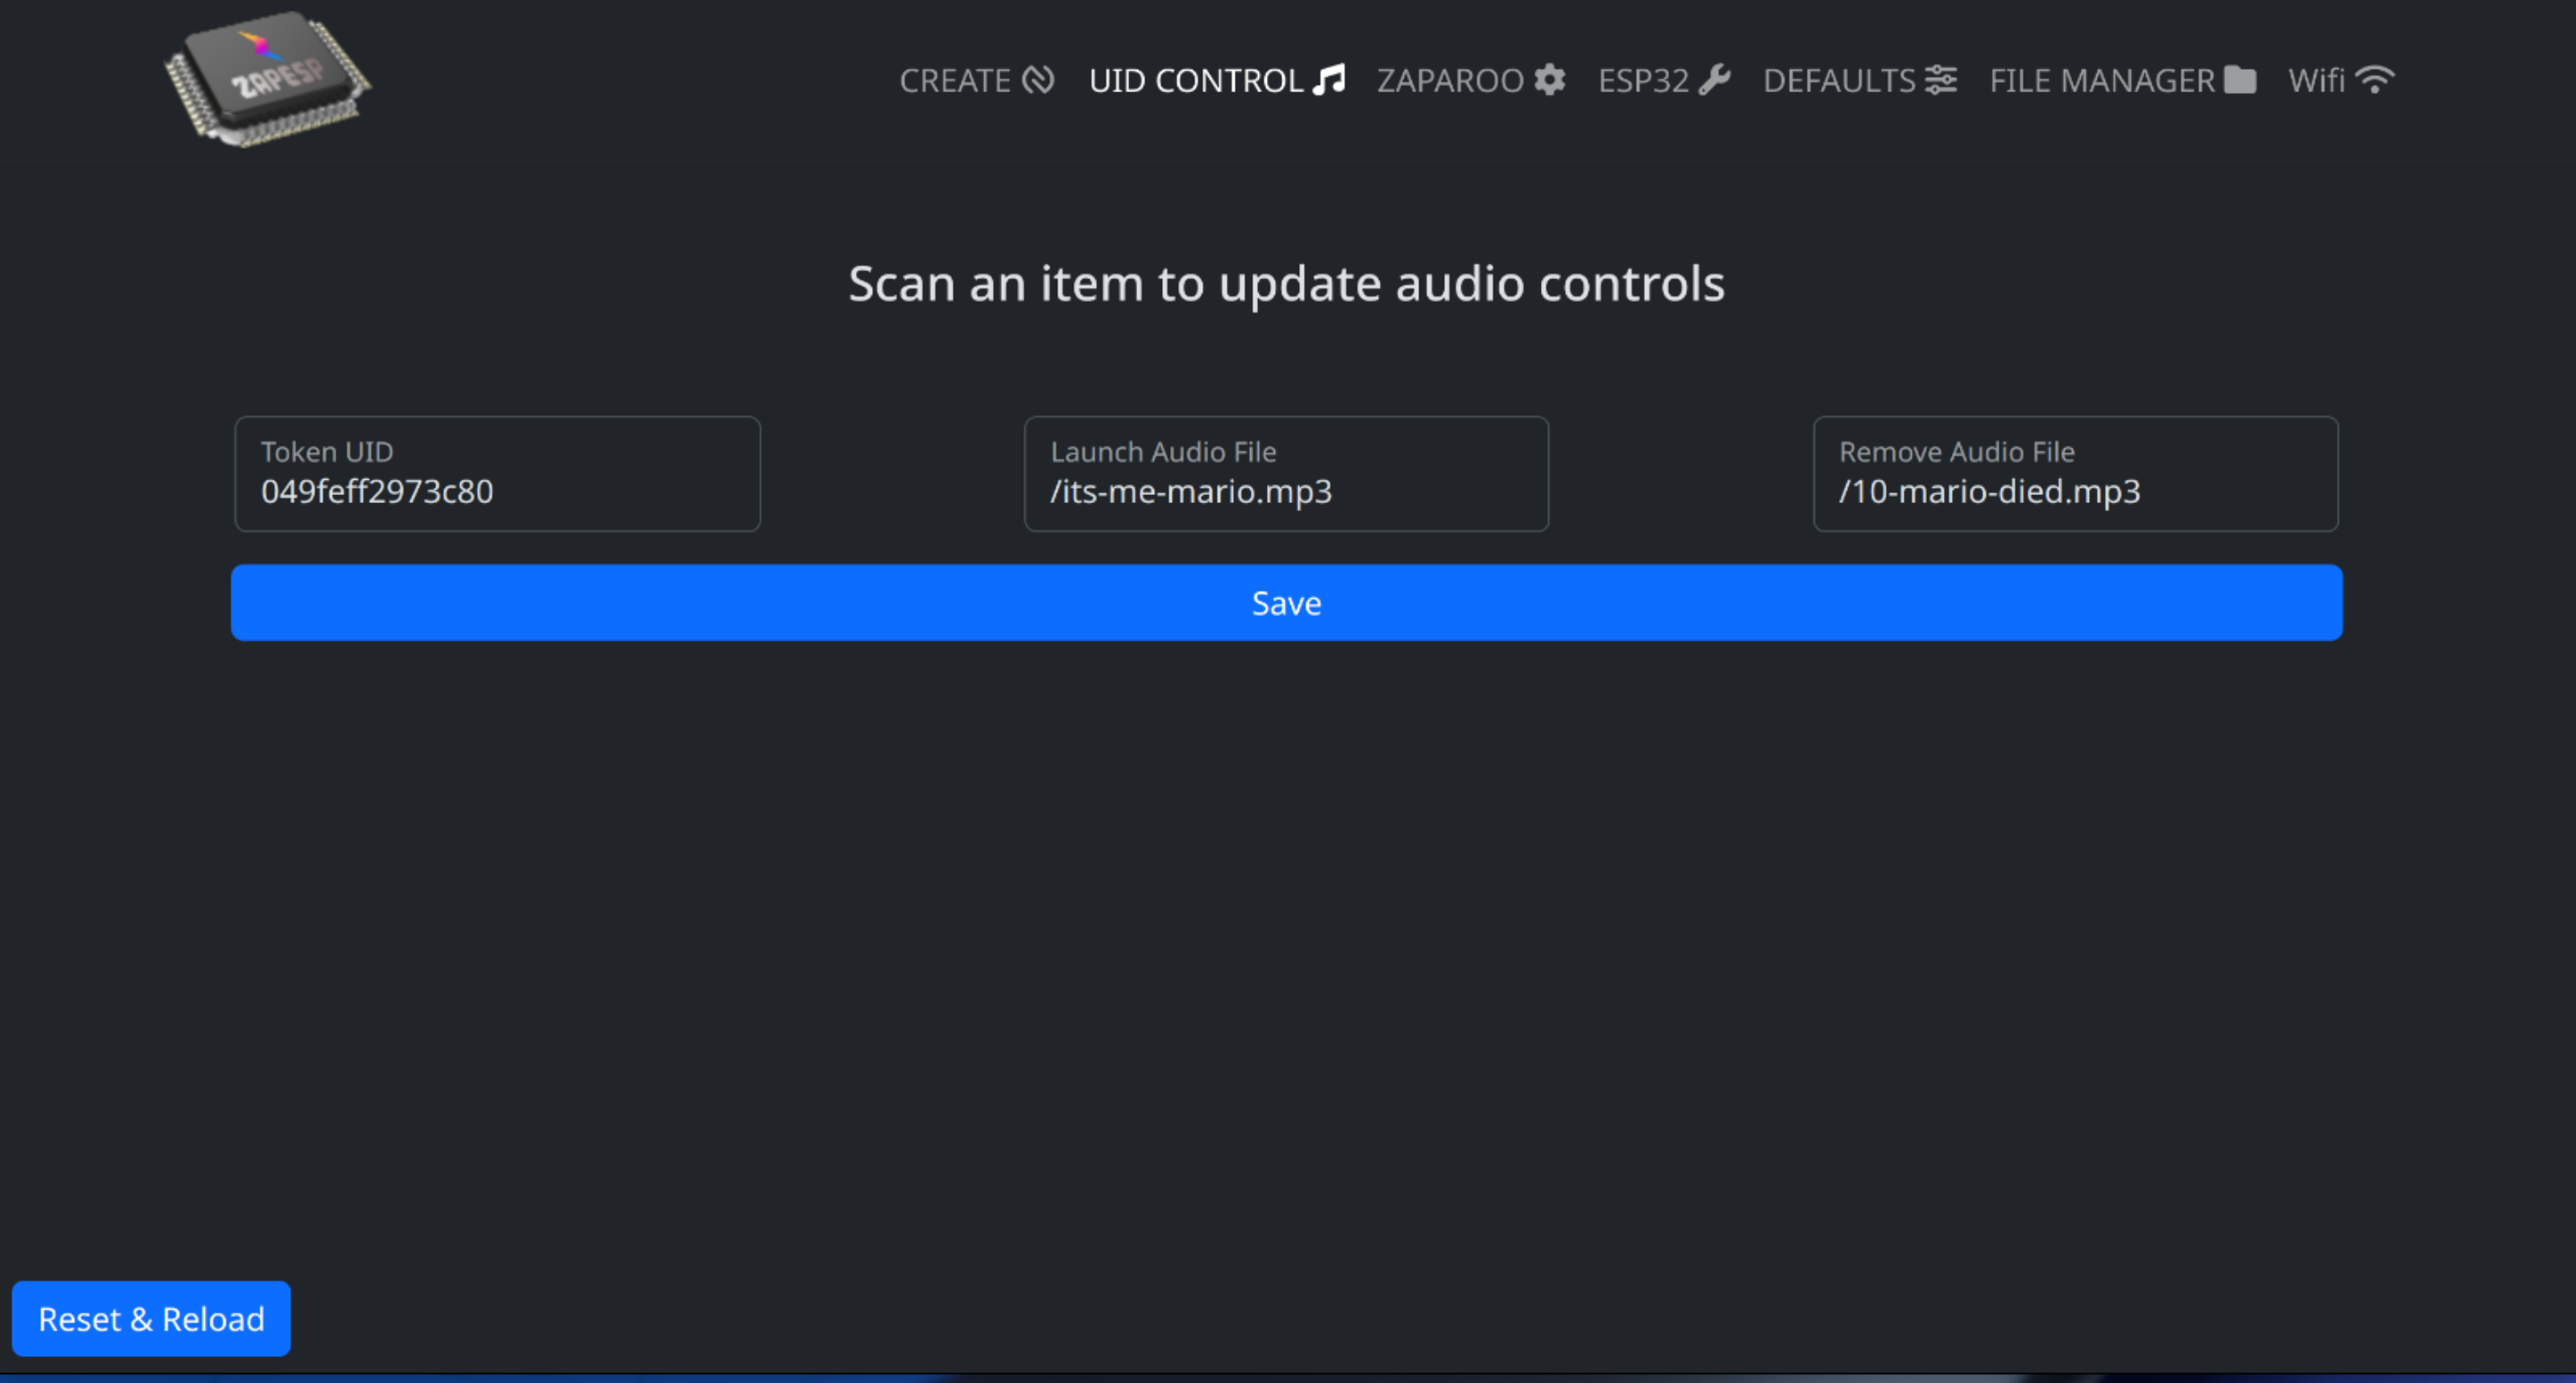 ZAPESP
CREATE UID CONTROL ZAPAROO ESP32 DEFAULTS FILE MANAGER Wifi
Scan an item to update audio controls
Token UID
049feff2973c80
Launch Audio File
/its-me-mario.mp3
Remove Audio File
/10-mario-died.mp3
Save
Reset & Reload